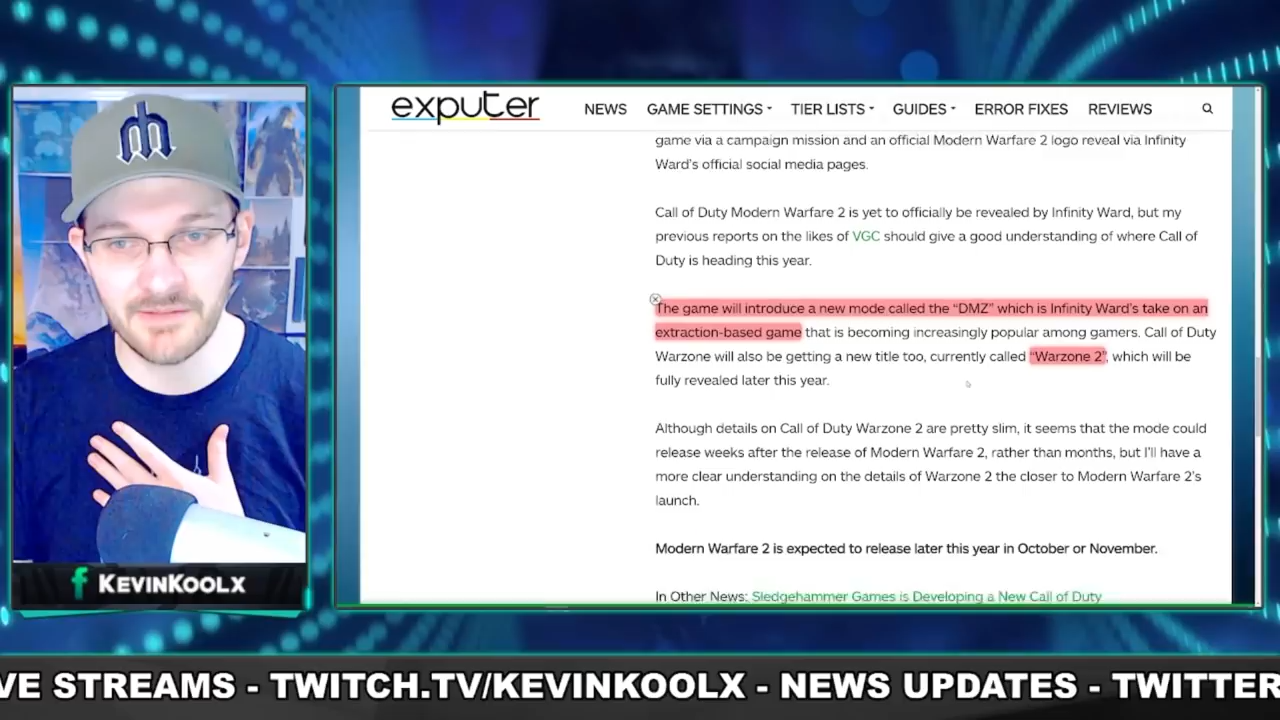 exputer
NEWS GAME SETTINGS TIER LISTS GUIDES ERROR FIXES REVIEWS
game via a campaign mission and an official Modern Warfare 2 logo reveal via Infinity
Ward's official social media pages.
Call of Duty Modern Warfare 2 is yet to officially be revealed by Infinity Ward, but my
previous reports on the likes of VGC should give a good understanding of where Call of
Duty is heading this year.
The game will introduce a new mode called the “DMZ” which is Infinity Ward's take on an
extraction-based game that is becoming increasingly popular among gamers. Call of Duty
Warzone will also be getting a new title too, currently called “Warzone 2”, which will be
fully revealed later this year.
Although details on Call of Duty Warzone 2 are pretty slim, it seems that the mode could
release weeks after the release of Modern Warfare 2, rather than months, but I'll have a
more clear understanding on the details of Warzone 2 the closer to Modern Warfare 2's
launch.
Modern Warfare 2 is expected to release later this year in October or November.
In Other News: Sledgehammer Games is Developing a New Call of Duty
f KEVINKOOLX
VE STREAMS - TWITCH.TV/KEVINKOOLX - NEWS UPDATES - TWITTER